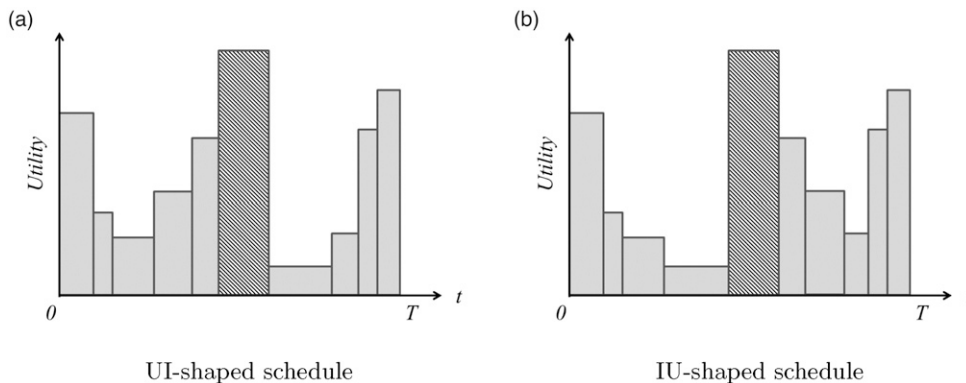 (a)
Utility
0
T
t
UI-shaped schedule
(b)
Utility
0
T
IU-shaped schedule